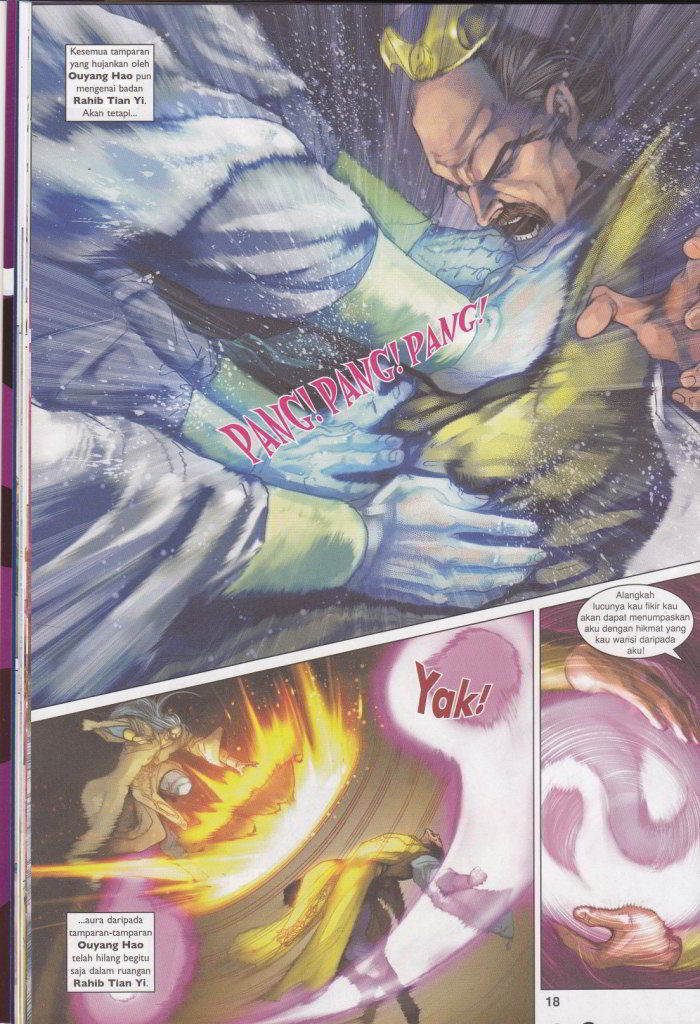 Kesemua tamparan
yang hujankan oleh
Ouyang Hao pun
mengenai badan
Rahib Tian Yi.
Akan tetapi...
PANG! PANG! PANG!
Yak!
Alangkah
lucunya kau fikir kau
akan dapat menumpaskan
aku dengan hikmat yang
kau warisi daripada
aku!
...aura daripada
tamparan-tamparan
Ouyang Hao
telah hilang begitu
saja dalam ruangan
Rahib Tian Yi.
18